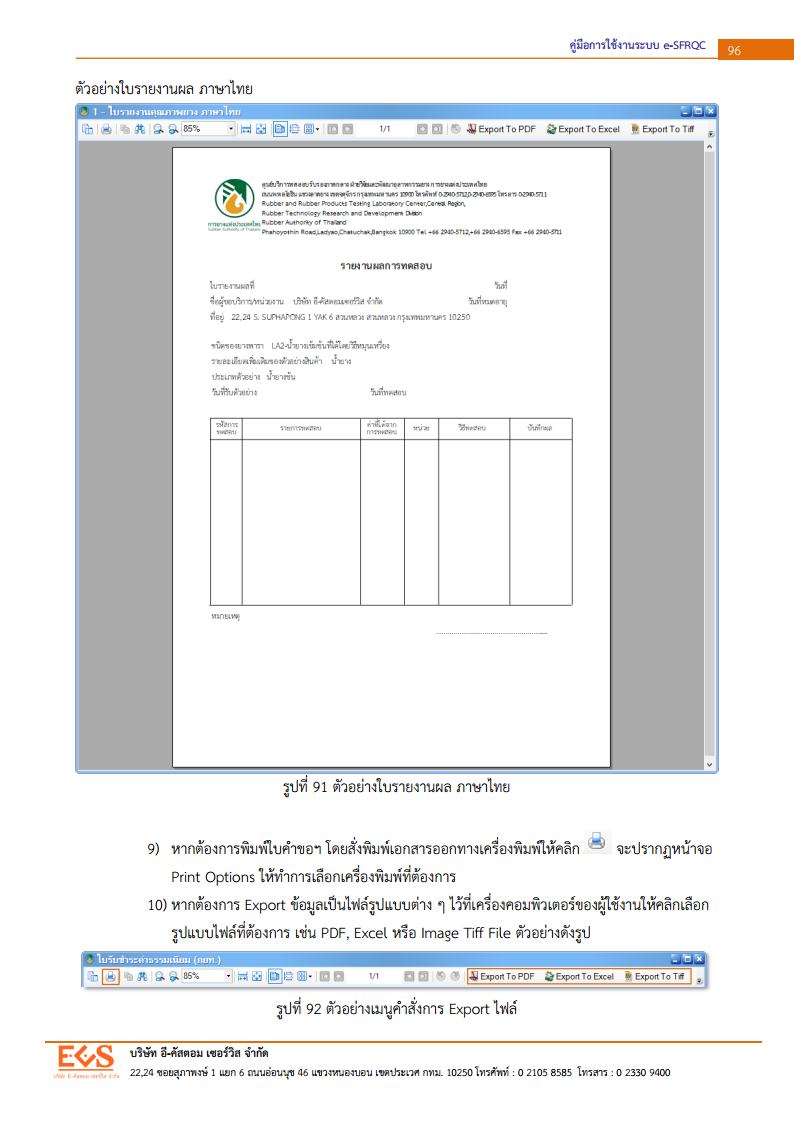 คู่มือการใช้งานระบบ e-SFRQC 96
ตัวอย่างใบรายงานผล ภาษาไทย
1 - ใบรายงานคุณภาพยาง ภาษาไทย
85% 1/1 Export To PDF Export To Excel Export To Tiff
ศูนย์บริการทดสอบรับรองภาคกลาง ฝ่ายวิจัยและพัฒนาอุตสาหกรรมยาง การยางแห่งประเทศไทย
ถนนพหลโยธิน แขวงลาดยาว เขตจตุจักร กรุงเทพมหานคร 10900 โทรศัพท์ 0-2940-5712,0-2940-6595 โทรสาร 0-2940-5711
Rubber and Rubber Products Testing Laboratory Center,Central Region,
Rubber Technology Research and Development Division
Rubber Authority of Thailand
Phahoyothin Road,Ladyao,Chatuchak,Bangkok 10900 Tel +66 2940-5712,+66 2940-6595 Fax +66 2940-5711
การยางแห่งประเทศไทย
Rubber Authority of Thailand
รายงานผลการทดสอบ
ใบรายงานผลที่ วันที่
ชื่อผู้ขอบริการ/หน่วยงาน บริษัท อี-คัสตอมเซอร์วิส จำกัด วันที่หมดอายุ
ที่อยู่ 22,24 S. SUPHAPONG 1 YAK 6 สวนหลวง สวนหลวง กรุงเทพมหานคร 10250
ชนิดของยางพารา LA2-น้ำยางเข้มข้นที่ได้โดยวิธีหมุนเหวี่ยง
รายละเอียดเพิ่มเติมของตัวอย่างสินค้า น้ำยาง
ประเภทตัวอย่าง น้ำยางข้น
วันที่รับตัวอย่าง วันที่ทดสอบ
รหัสการทดสอบ รายการทดสอบ ค่าที่ได้จากการทดสอบ หน่วย วิธีทดสอบ บันทึกผล
หมายเหตุ
รูปที่ 91 ตัวอย่างใบรายงานผล ภาษาไทย
9) หากต้องการพิมพ์ใบคำขอฯ โดยสั่งพิมพ์เอกสารออกทางเครื่องพิมพ์ให้คลิก จะปรากฏหน้าจอ
Print Options ให้ทำการเลือกเครื่องพิมพ์ที่ต้องการ
10) หากต้องการ Export ข้อมูลเป็นไฟล์รูปแบบต่าง ๆ ไว้ที่เครื่องคอมพิวเตอร์ของผู้ใช้งานให้คลิกเลือก
รูปแบบไฟล์ที่ต้องการ เช่น PDF, Excel หรือ Image Tiff File ตัวอย่างดังรูป
ใบรับชำระค่าธรรมเนียม (กยท.)
85% 1/1 Export To PDF Export To Excel Export To Tiff
รูปที่ 92 ตัวอย่างเมนูคำสั่งการ Export ไฟล์
ECS
บริษัท อี-คัสตอม เซอร์วิส จำกัด
บริษัท อี-คัสตอม เซอร์วิส จำกัด
22,24 ซอยสุภาพงษ์ 1 แยก 6 ถนนอ่อนนุช 46 แขวงหนองบอน เขตประเวศ กทม. 10250 โทรศัพท์ : 0 2105 8585 โทรสาร : 0 2330 9400